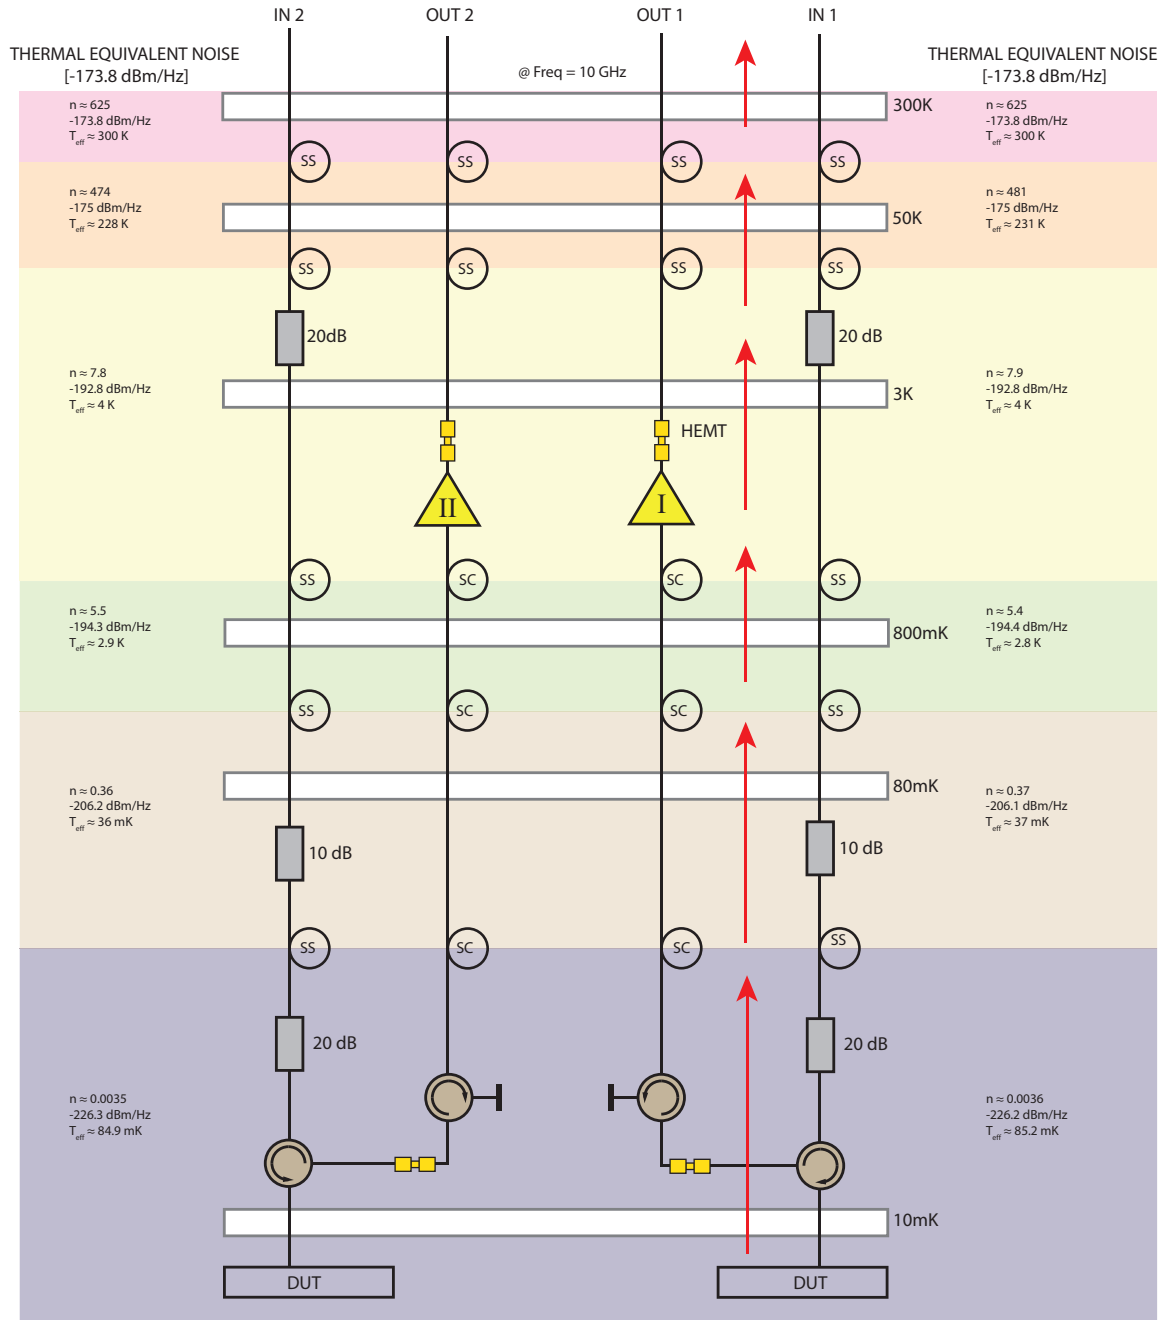 IN 2 OUT 2 OUT 1 IN 1
THERMAL EQUIVALENT NOISE
[-173.8 dBm/Hz]
@ Freq = 10 GHz
THERMAL EQUIVALENT NOISE
[-173.8 dBm/Hz]
n ≈ 625
-173.8 dBm/Hz
Teff ≈ 300 K
300K
n ≈ 625
-173.8 dBm/Hz
Teff ≈ 300 K
SS SS SS SS
n ≈ 474
-175 dBm/Hz
Teff ≈ 228 K
50K
n ≈ 481
-175 dBm/Hz
Teff ≈ 231 K
SS SS SS SS
20dB 20 dB
n ≈ 7.8
-192.8 dBm/Hz
Teff ≈ 4 K
3K
n ≈ 7.9
-192.8 dBm/Hz
Teff ≈ 4 K
HEMT
II I
SS SC SC SS
n ≈ 5.5
-194.3 dBm/Hz
Teff ≈ 2.9 K
800mK
n ≈ 5.4
-194.4 dBm/Hz
Teff ≈ 2.8 K
SS SC SC SS
n ≈ 0.36
-206.2 dBm/Hz
Teff ≈ 36 mK
80mK
n ≈ 0.37
-206.1 dBm/Hz
Teff ≈ 37 mK
10 dB 10 dB
SS SC SC SS
20 dB 20 dB
n ≈ 0.0035
-226.3 dBm/Hz
Teff ≈ 84.9 mK
n ≈ 0.0036
-226.2 dBm/Hz
Teff ≈ 85.2 mK
10mK
DUT DUT